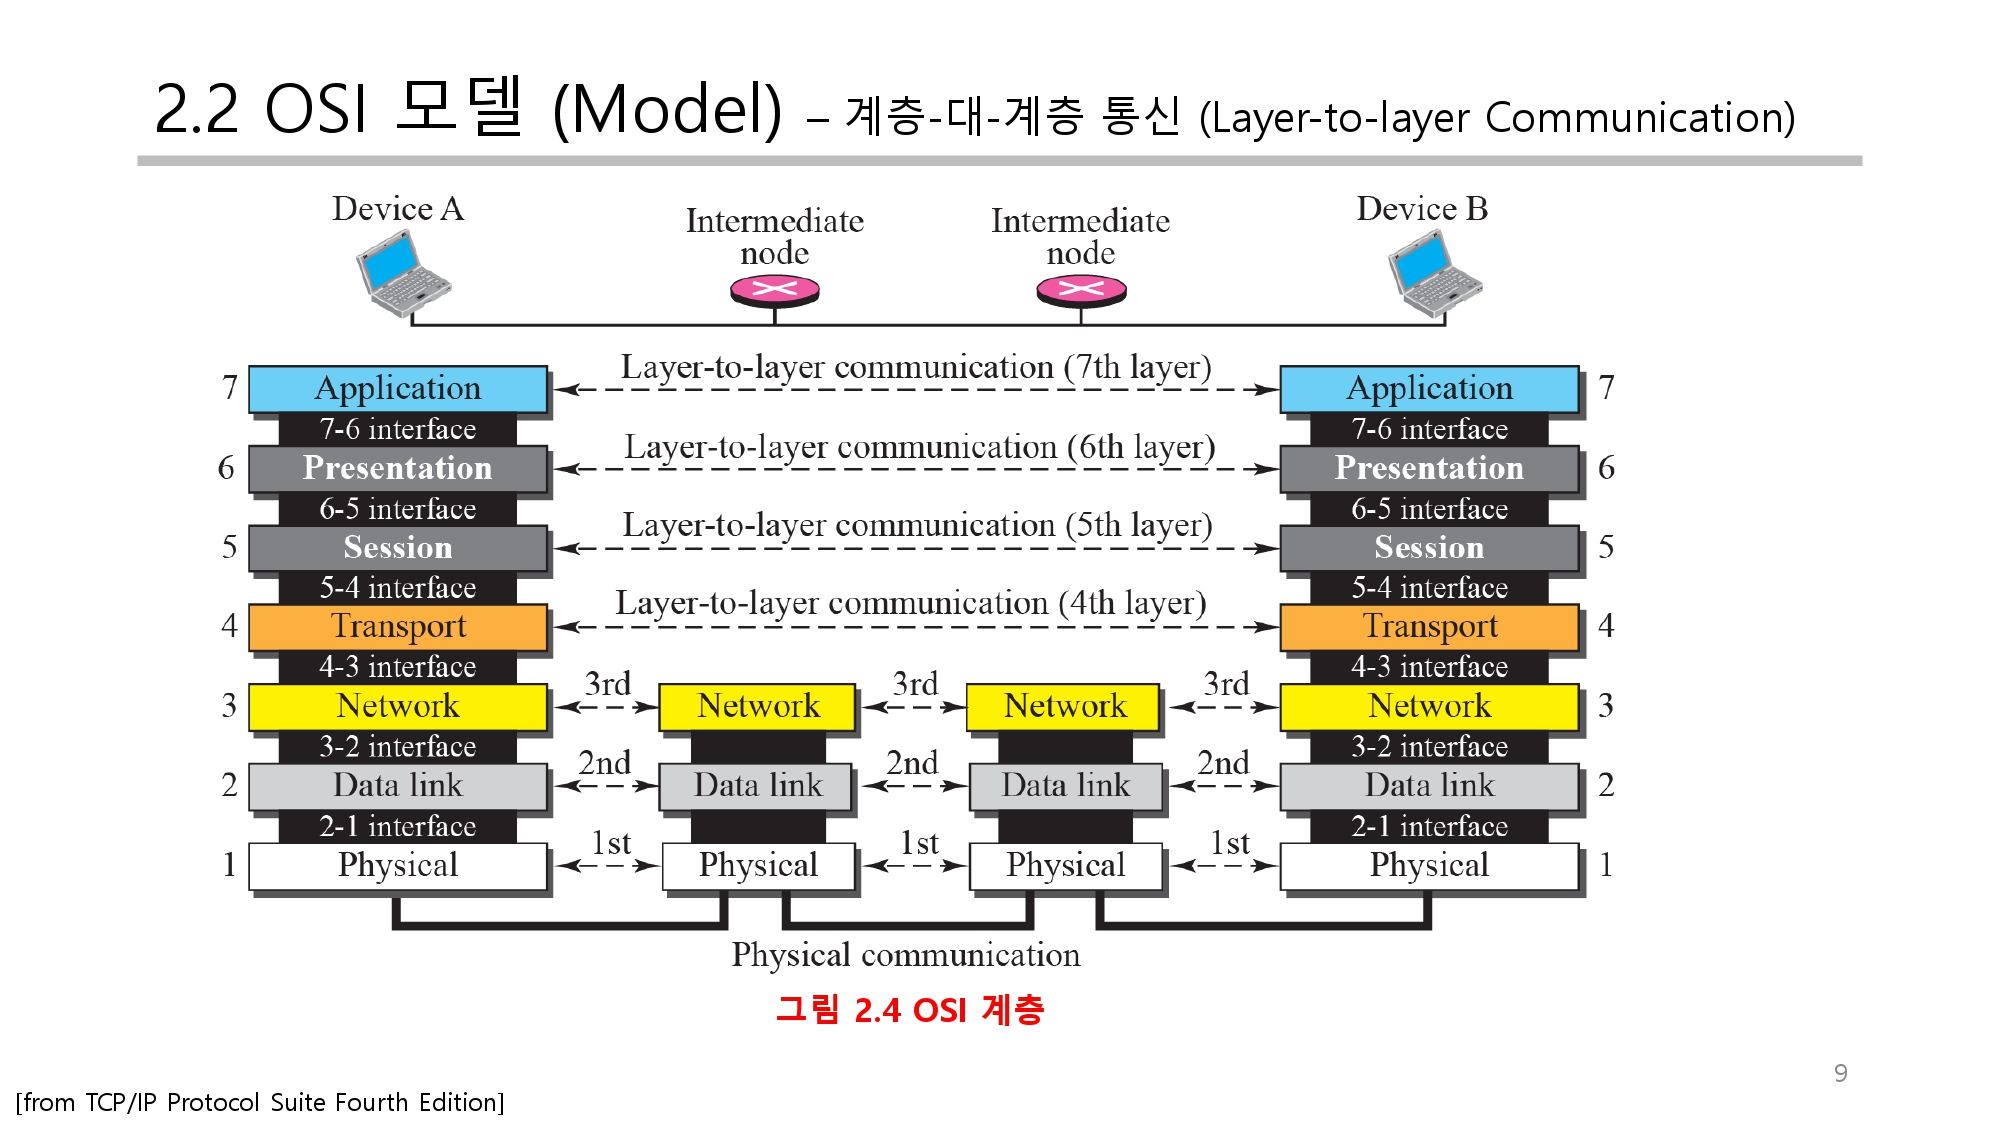 2.2 OSI 모델 (Model) – 계층-대-계층 통신 (Layer-to-layer Communication)
Device A
Intermediate
node
Intermediate
node
Device B
7 Application Layer-to-layer communication (7th layer) Application 7
7-6 interface 7-6 interface
6 Presentation Layer-to-layer communication (6th layer) Presentation 6
6-5 interface 6-5 interface
5 Session Layer-to-layer communication (5th layer) Session 5
5-4 interface 5-4 interface
4 Transport Layer-to-layer communication (4th layer) Transport 4
4-3 interface 4-3 interface
3 Network 3rd Network 3rd Network 3rd Network 3
3-2 interface 3-2 interface
2 Data link 2nd Data link 2nd Data link 2nd Data link 2
2-1 interface 2-1 interface
1 Physical 1st Physical 1st Physical 1st Physical 1
Physical communication
그림 2.4 OSI 계층
9
[from TCP/IP Protocol Suite Fourth Edition]